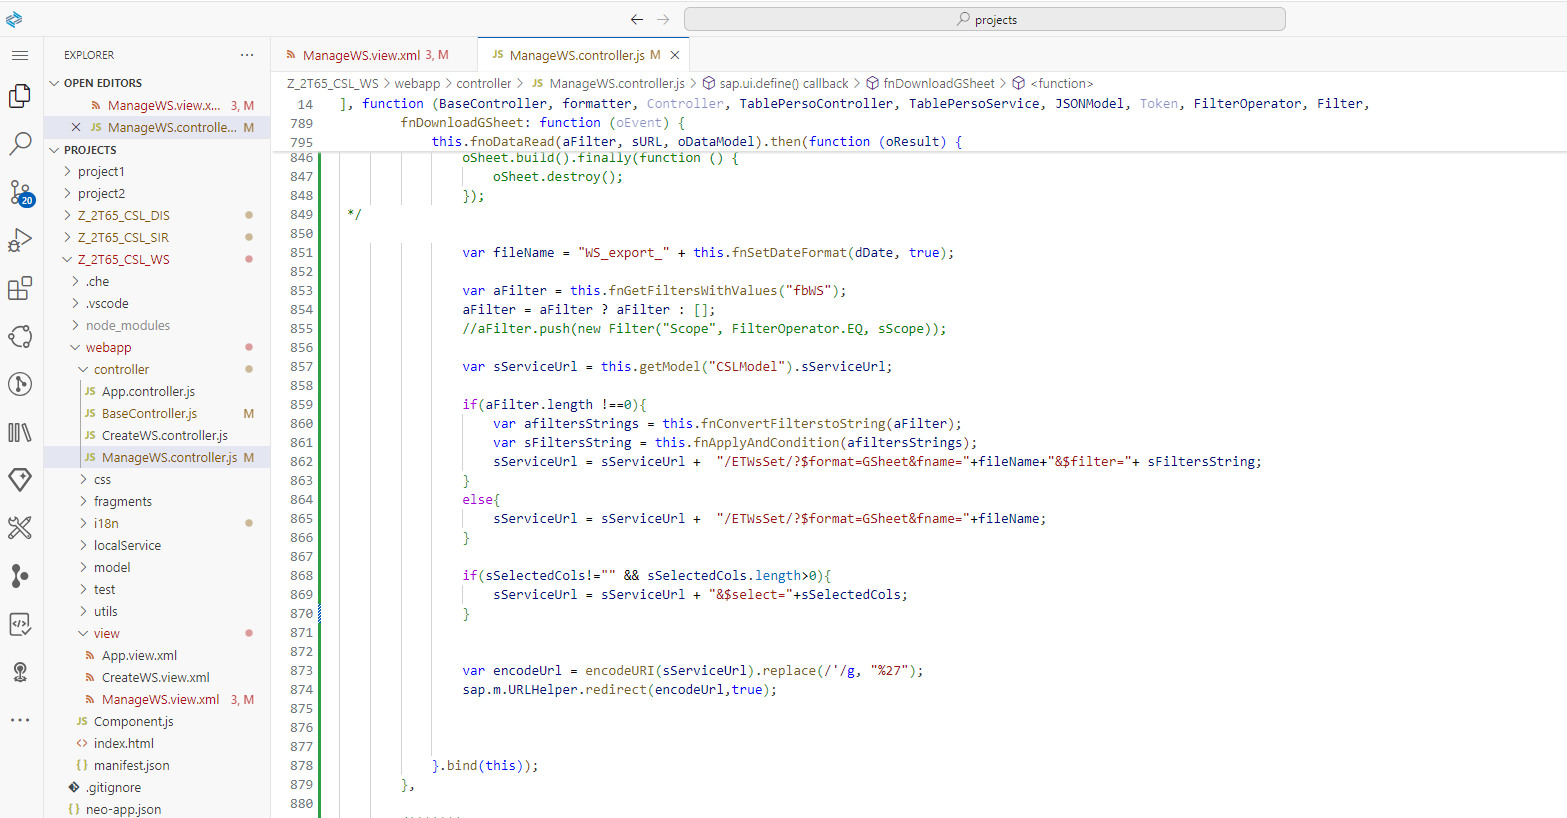 projects
EXPLORER
OPEN EDITORS
ManageWS.view.x... 3, M
JS ManageWS.controlle... M
PROJECTS
project1
project2
Z_2T65_CSL_DIS
Z_2T65_CSL_SIR
Z_2T65_CSL_WS
.che
.vscode
node_modules
webapp
controller
JS App.controller.js
JS BaseController.js M
JS CreateWS.controller.js
JS ManageWS.controller.js M
css
fragments
i18n
localService
model
test
utils
view
App.view.xml
CreateWS.view.xml
ManageWS.view.xml 3, M
JS Component.js
<> index.html
{} manifest.json
.gitignore
{} neo-app.json
20
ManageWS.view.xml 3, M
JS ManageWS.controller.js M
Z_2T65_CSL_WS > webapp > controller > JS ManageWS.controller.js > sap.ui.define() callback > fnDownloadGSheet > <function>
14 ], function (BaseController, formatter, Controller, TablePersoController, TablePersoService, JSONModel, Token, FilterOperator, Filter,
789 fnDownloadGSheet: function (oEvent) {
795 this.fnoDataRead(aFilter, sURL, oDataModel).then(function (oResult) {
846 oSheet.build().finally(function () {
847 oSheet.destroy();
848 });
849 */
850
851 var fileName = "WS_export_" + this.fnSetDateFormat(dDate, true);
852
853 var aFilter = this.fnGetFiltersWithValues("fbWS");
854 aFilter = aFilter ? aFilter : [];
855 //aFilter.push(new Filter("Scope", FilterOperator.EQ, sScope));
856
857 var sServiceUrl = this.getModel("CSLModel").sServiceUrl;
858
859 if(aFilter.length !==0){
860 var afiltersStrings = this.fnConvertFilterstoString(aFilter);
861 var sFiltersString = this.fnApplyAndCondition(afiltersStrings);
862 sServiceUrl = sServiceUrl +  "/ETWsSet/?$format=GSheet&fname="+fileName+"&$filter="+ sFiltersString;
863 }
864 else{
865 sServiceUrl = sServiceUrl +  "/ETWsSet/?$format=GSheet&fname="+fileName;
866 }
867
868 if(sSelectedCols!="" && sSelectedCols.length>0){
869 sServiceUrl = sServiceUrl + "&$select="+sSelectedCols;
870 }
871
872
873 var encodeUrl = encodeURI(sServiceUrl).replace(/'/g, "%27");
874 sap.m.URLHelper.redirect(encodeUrl,true);
875
876
877
878 }.bind(this));
879 },
880